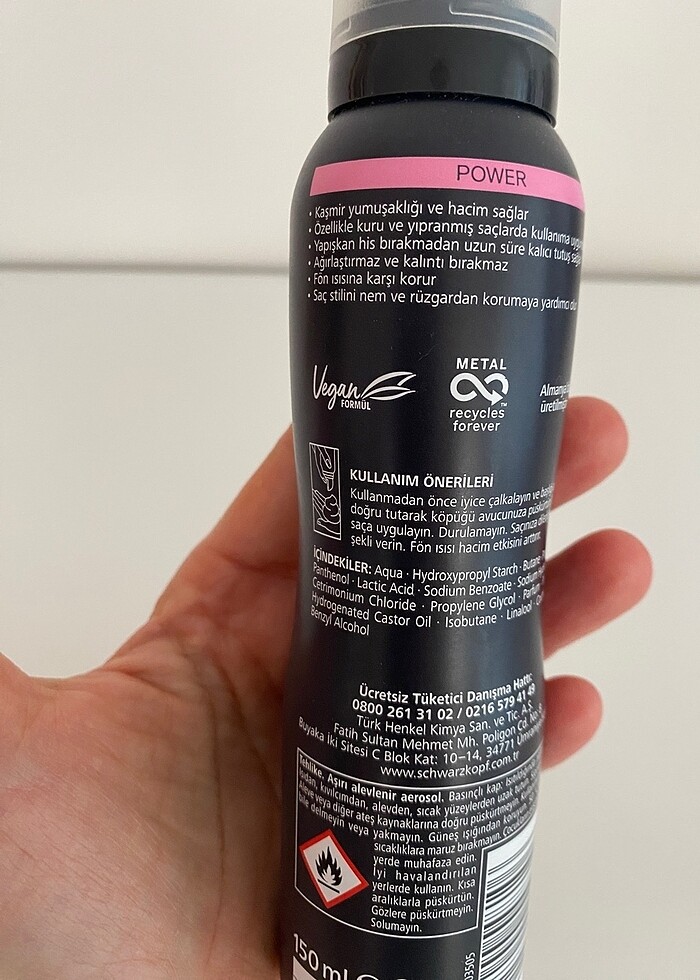 POWER
• Kaşmir yumuşaklığı ve hacim sağlar
• Özellikle kuru ve yıpranmış saçlarda kullanıma
• Yapışkan his bırakmadan uzun süre kalıcı tutuş
• Ağırlaştırmaz ve kalıntı bırakmaz
• Fön ısısına karşı korur
• Saç stilini nem ve rüzgardan korumaya yardımcı
Vegan
FORMÜL
METAL
recycles
forever
™
KULLANIM ÖNERİLERİ
Kullanmadan önce iyice çalkalayın ve
doğru tutarak köpüğü avucunuza
saça uygulayın. Durulamayın. Saçınıza
şekli verin. Fön ısısı hacim etkisini
İÇİNDEKİLER: Aqua · Hydroxypropyl Starch · Butane
Panthenol · Lactic Acid · Sodium Benzoate · Sodium
Cetrimonium Chloride · Propylene Glycol
Hydrogenated Castor Oil · Isobutane · Linalool
Benzyl Alcohol
Ücretsiz Tüketici Danışma Hattı:
0800 261 31 02 / 0216 579 41 49
Türk Henkel Kimya San. ve Tic. A.Ş.
Fatih Sultan Mehmet Mh. Poligon Cd. No:
Buyaka İki Sitesi C Blok Kat: 10–14, 34771
www.schwarzkopf.com.tr
Tehlike. Aşırı alevlenir aerosol. Basınçlı kap:
kıvılcımdan, alevden, sıcak yüzeylerden uzak
Aleve veya diğer ateş kaynaklarına doğru püskürtmeyin.
bile delmeyin veya yakmayın. Güneş ışığından
sıcaklıklara maruz bırakmayın.
yerde muhafaza edin.
İyi havalandırılan
yerlerde kullanın. Kısa
aralıklarla püskürtün.
Gözlere püskürtmeyin.
Solumayın.
150 ml